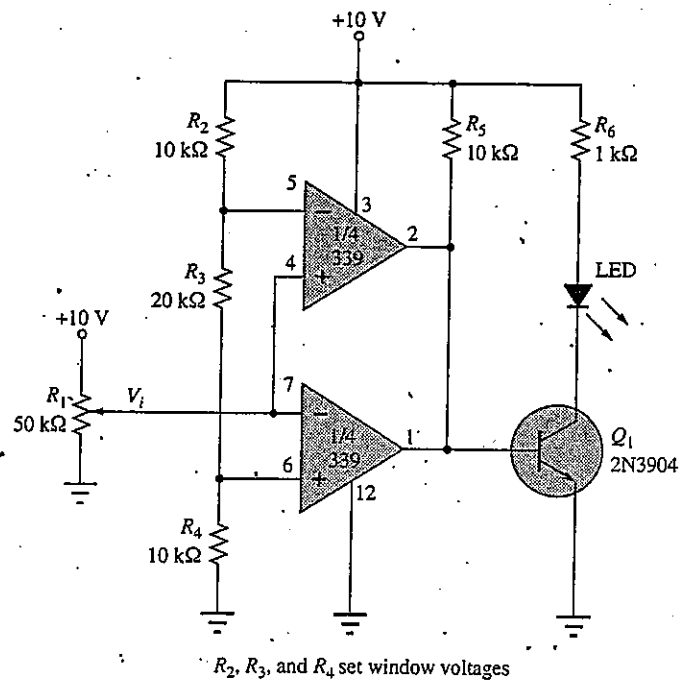 +10 V
R2
10 kΩ
R5
10 kΩ
R6
1 kΩ
5
−
3
1/4
339
2
4
+
LED
R3
20 kΩ
+10 V
R1
50 kΩ
Vi
7
−
1/4
339
1
6
+
12
Q1
2N3904
R4
10 kΩ
R2, R3, and R4 set window voltages